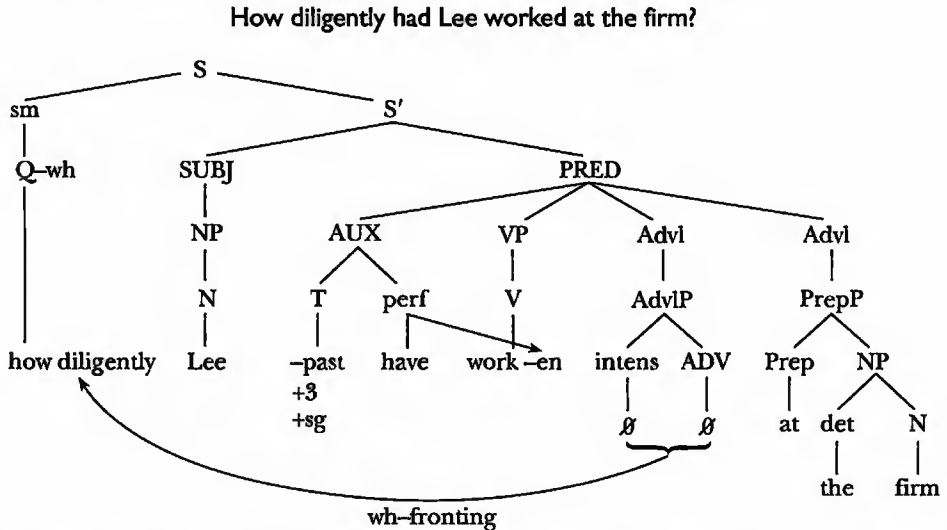 How diligently had Lee worked at the firm?
S
sm S′
Q–wh SUBJ PRED
NP AUX VP Advl Advl
N T perf V AdvlP PrepP
how diligently Lee –past have work –en intens ADV Prep NP
+3
+sg ∅ ∅ at det N
the firm
wh–fronting